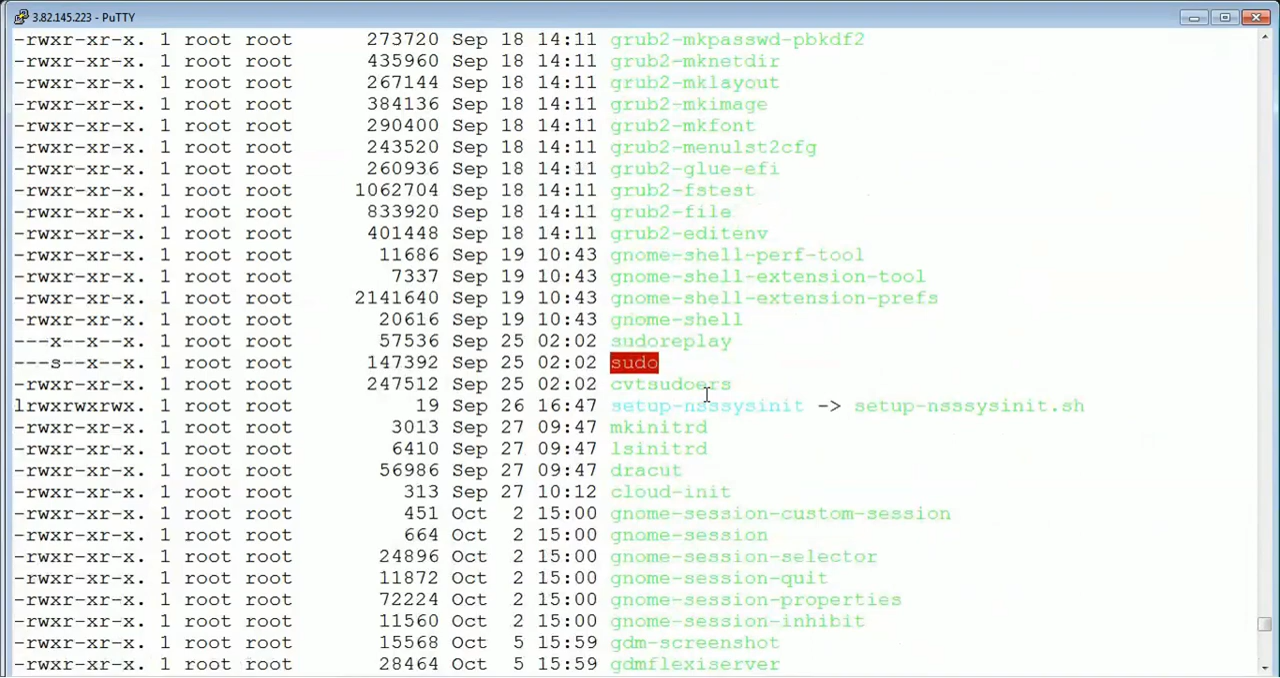 3.82.145.223 - PuTTY
-rwxr-xr-x. 1 root root 273720 Sep 18 14:11 grub2-mkpasswd-pbkdf2
-rwxr-xr-x. 1 root root 435960 Sep 18 14:11 grub2-mknetdir
-rwxr-xr-x. 1 root root 267144 Sep 18 14:11 grub2-mklayout
-rwxr-xr-x. 1 root root 384136 Sep 18 14:11 grub2-mkimage
-rwxr-xr-x. 1 root root 290400 Sep 18 14:11 grub2-mkfont
-rwxr-xr-x. 1 root root 243520 Sep 18 14:11 grub2-menulst2cfg
-rwxr-xr-x. 1 root root 260936 Sep 18 14:11 grub2-glue-efi
-rwxr-xr-x. 1 root root 1062704 Sep 18 14:11 grub2-fstest
-rwxr-xr-x. 1 root root 833920 Sep 18 14:11 grub2-file
-rwxr-xr-x. 1 root root 401448 Sep 18 14:11 grub2-editenv
-rwxr-xr-x. 1 root root 11686 Sep 19 10:43 gnome-shell-perf-tool
-rwxr-xr-x. 1 root root 7337 Sep 19 10:43 gnome-shell-extension-tool
-rwxr-xr-x. 1 root root 2141640 Sep 19 10:43 gnome-shell-extension-prefs
-rwxr-xr-x. 1 root root 20616 Sep 19 10:43 gnome-shell
---x--x--x. 1 root root 57536 Sep 25 02:02 sudoreplay
---s--x--x. 1 root root 147392 Sep 25 02:02 sudo
-rwxr-xr-x. 1 root root 247512 Sep 25 02:02 cvtsudoers
lrwxrwxrwx. 1 root root 19 Sep 26 16:47 setup-nsssysinit -> setup-nsssysinit.sh
-rwxr-xr-x. 1 root root 3013 Sep 27 09:47 mkinitrd
-rwxr-xr-x. 1 root root 6410 Sep 27 09:47 lsinitrd
-rwxr-xr-x. 1 root root 56986 Sep 27 09:47 dracut
-rwxr-xr-x. 1 root root 313 Sep 27 10:12 cloud-init
-rwxr-xr-x. 1 root root 451 Oct 2 15:00 gnome-session-custom-session
-rwxr-xr-x. 1 root root 664 Oct 2 15:00 gnome-session
-rwxr-xr-x. 1 root root 24896 Oct 2 15:00 gnome-session-selector
-rwxr-xr-x. 1 root root 11872 Oct 2 15:00 gnome-session-quit
-rwxr-xr-x. 1 root root 72224 Oct 2 15:00 gnome-session-properties
-rwxr-xr-x. 1 root root 11560 Oct 2 15:00 gnome-session-inhibit
-rwxr-xr-x. 1 root root 15568 Oct 5 15:59 gdm-screenshot
-rwxr-xr-x. 1 root root 28464 Oct 5 15:59 gdmflexiserver